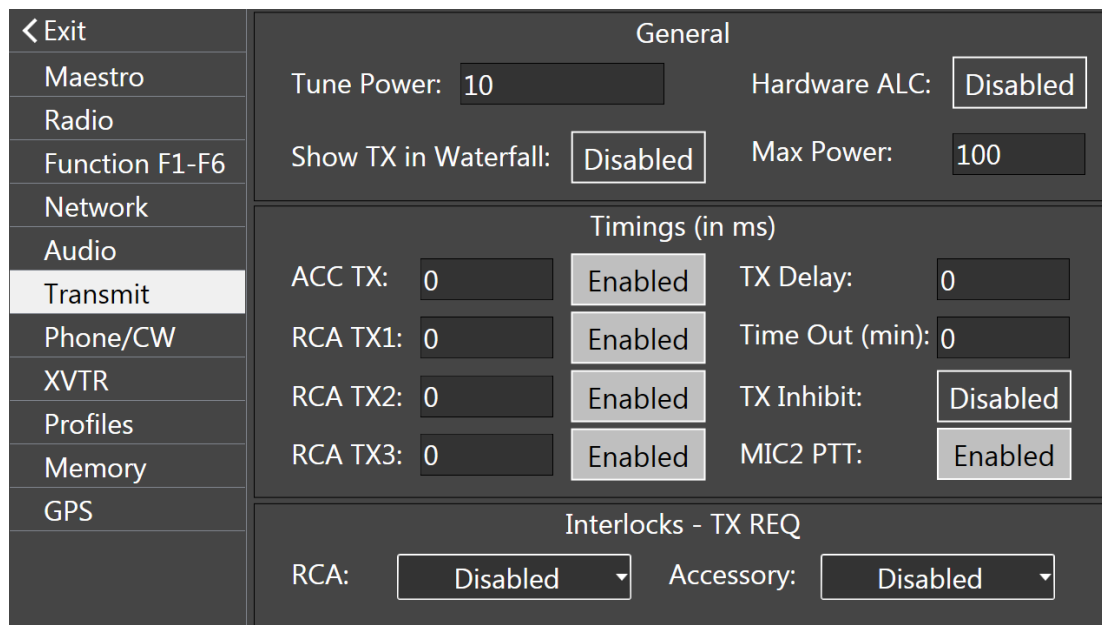 Exit
Maestro
Radio
Function F1-F6
Network
Audio
Transmit
Phone/CW
XVTR
Profiles
Memory
GPS
General
Tune Power: 10 Hardware ALC: Disabled
Show TX in Waterfall: Disabled Max Power: 100
Timings (in ms)
ACC TX: 0 Enabled TX Delay: 0
RCA TX1: 0 Enabled Time Out (min): 0
RCA TX2: 0 Enabled TX Inhibit: Disabled
RCA TX3: 0 Enabled MIC2 PTT: Enabled
Interlocks - TX REQ
RCA: Disabled Accessory: Disabled